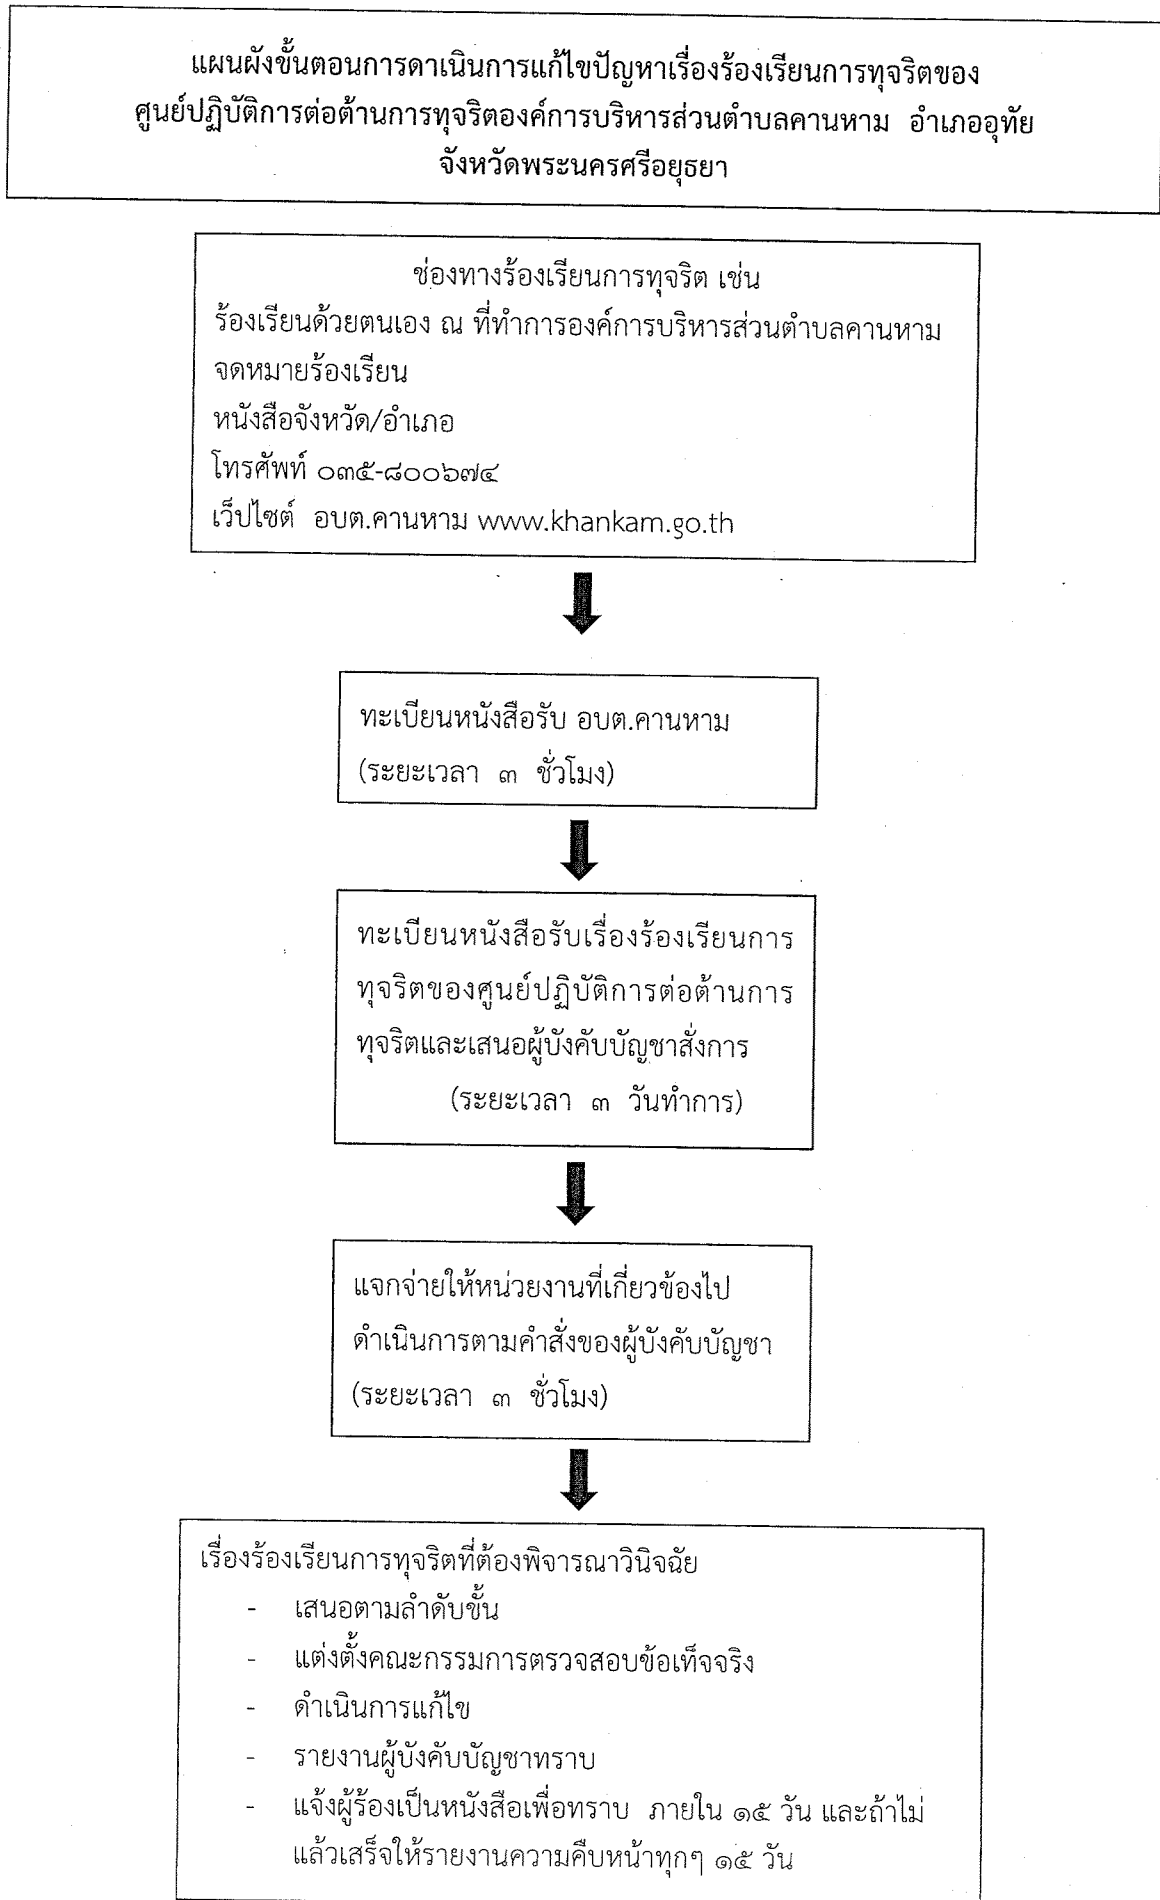 แผนผังขั้นตอนการดาเนินการแก้ไขปัญหาเรื่องร้องเรียนการทุจริตของ
ศูนย์ปฏิบัติการต่อต้านการทุจริตองค์การบริหารส่วนตำบลคานหาม อำเภออุทัย
จังหวัดพระนครศรีอยุธยา
ช่องทางร้องเรียนการทุจริต เช่น
ร้องเรียนด้วยตนเอง ณ ที่ทำการองค์การบริหารส่วนตำบลคานหาม
จดหมายร้องเรียน
หนังสือจังหวัด/อำเภอ
โทรศัพท์ ๐๓๕-๘๐๐๖๗๔
เว็ปไซต์ อบต.คานหาม www.khankam.go.th
ทะเบียนหนังสือรับ อบต.คานหาม
(ระยะเวลา ๓ ชั่วโมง)
ทะเบียนหนังสือรับเรื่องร้องเรียนการ
ทุจริตของศูนย์ปฏิบัติการต่อต้านการ
ทุจริตและเสนอผู้บังคับบัญชาสั่งการ
(ระยะเวลา ๓ วันทำการ)
แจกจ่ายให้หน่วยงานที่เกี่ยวข้องไป
ดำเนินการตามคำสั่งของผู้บังคับบัญชา
(ระยะเวลา ๓ ชั่วโมง)
เรื่องร้องเรียนการทุจริตที่ต้องพิจารณาวินิจฉัย
- เสนอตามลำดับขั้น
- แต่งตั้งคณะกรรมการตรวจสอบข้อเท็จจริง
- ดำเนินการแก้ไข
- รายงานผู้บังคับบัญชาทราบ
- แจ้งผู้ร้องเป็นหนังสือเพื่อทราบ ภายใน ๑๕ วัน และถ้าไม่
แล้วเสร็จให้รายงานความคืบหน้าทุกๆ ๑๕ วัน